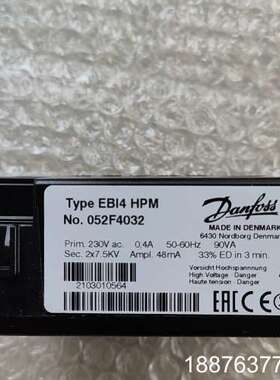 Type EBI4 HPM
No. 052F4032
Danfoss
MADE IN DENMARK
6430 Nordborg Denmark
Prim. 230V ac. 0,4A 50-60Hz 90VA
Sec. 2x7.5KV Ampl. 48mA 33% ED in 3 min.
Vorsicht Hochspannung
High Voltage Danger
Haute tension Danger
2103010564
EAC CE
18876377